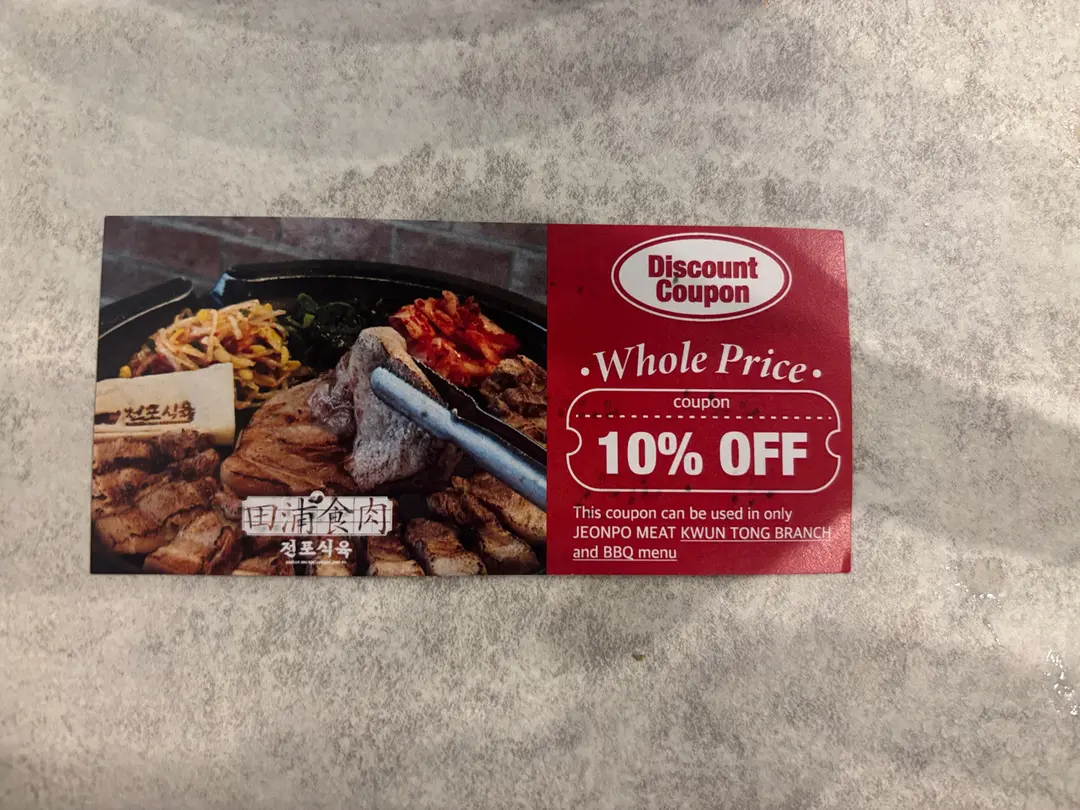 전포식육
田浦食肉
전포식육
Discount
Coupon
• Whole Price •
coupon
10% OFF
This coupon can be used in only
JEONPO MEAT KWUN TONG BRANCH
and BBQ menu